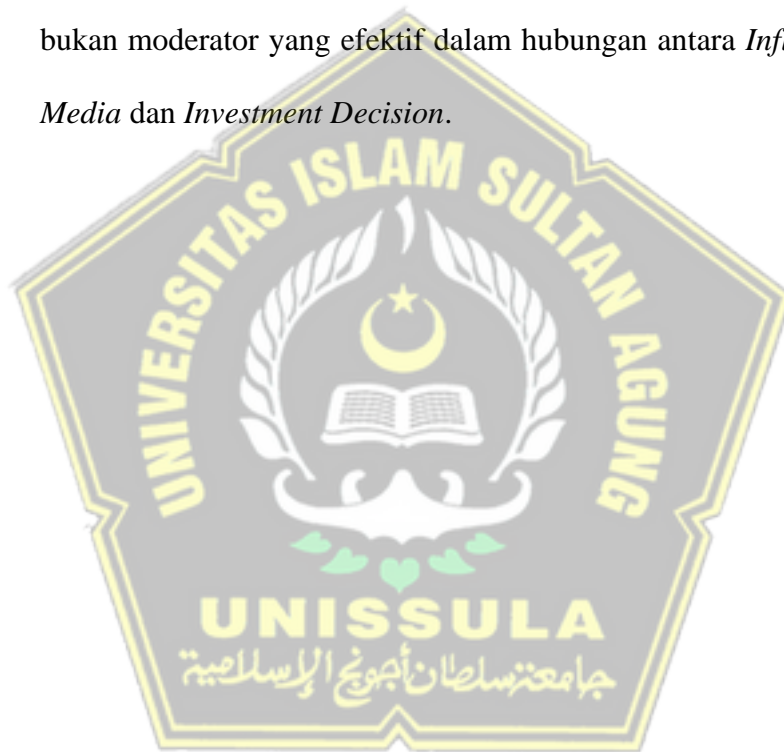 bukan moderator yang efektif dalam hubungan antara
Media dan Investment Decision.
UNIVERSITAS ISLAM SULTAN AGUNG
UNISSULA
جامعة سلطان أجونج الإسلامية